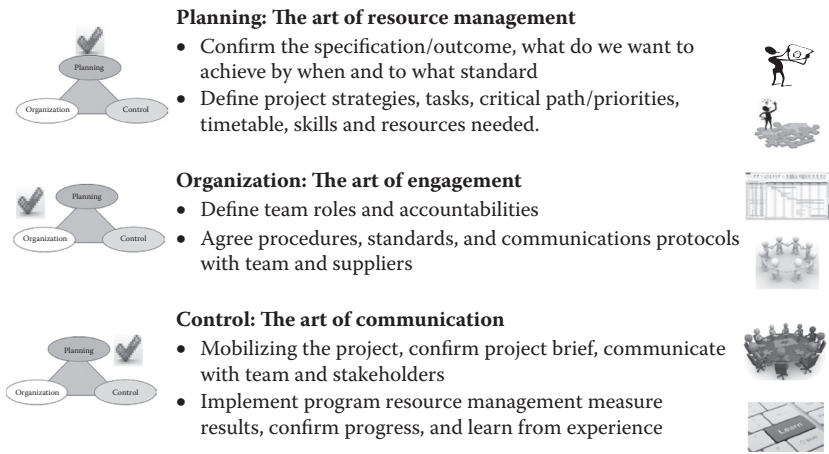 Planning: The art of resource management
Planning
Organization
Control
• Confirm the specification/outcome, what do we want to
achieve by when and to what standard
• Define project strategies, tasks, critical path/priorities,
timetable, skills and resources needed.
Organization: The art of engagement
Planning
Organization
Control
• Define team roles and accountabilities
• Agree procedures, standards, and communications protocols
with team and suppliers
Control: The art of communication
Planning
Organization
Control
• Mobilizing the project, confirm project brief, communicate
with team and stakeholders
• Implement program resource management measure
results, confirm progress, and learn from experience
Learn